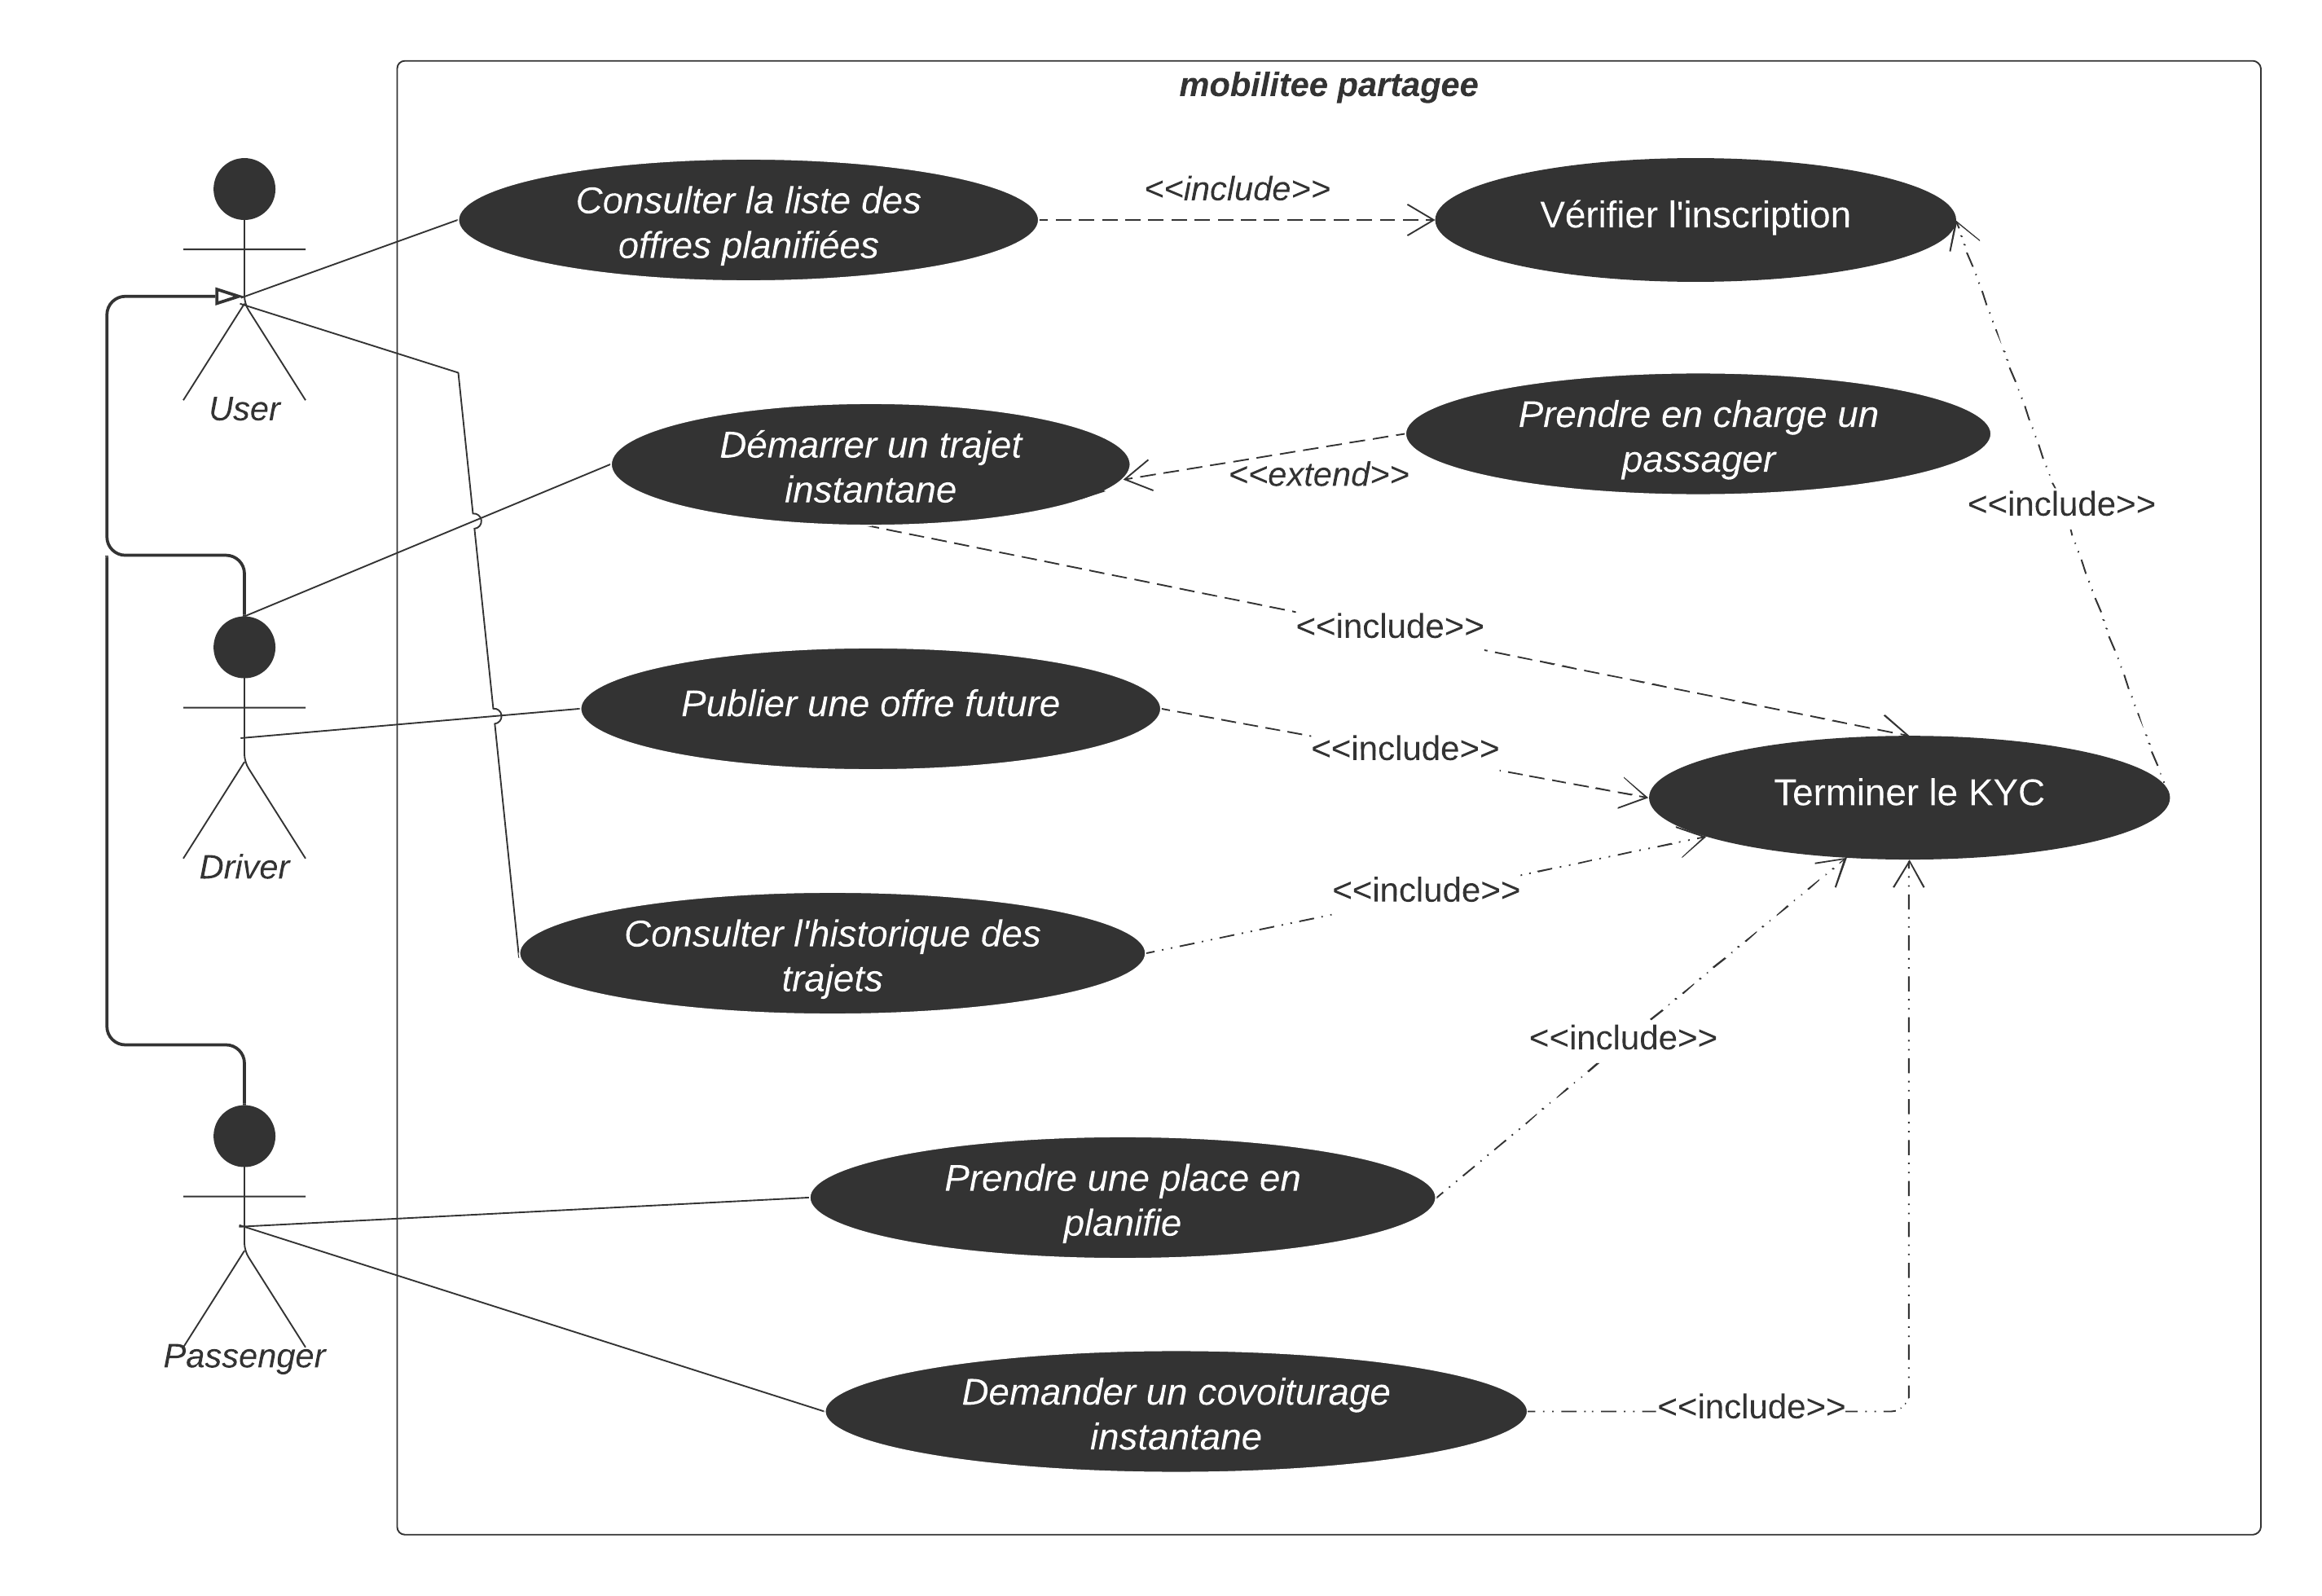 mobilitee partagee
Consulter la liste des
offres planifiées
<<include>>
Vérifier l'inscription
User
Démarrer un trajet
instantane
<<extend>>
Prendre en charge un
passager
<<include>>
<<include>>
Publier une offre future
<<include>>
Terminer le KYC
Driver
Consulter l'historique des
trajets
<<include>>
<<include>>
Prendre une place en
planifie
Passenger
Demander un covoiturage
instantane
<<include>>